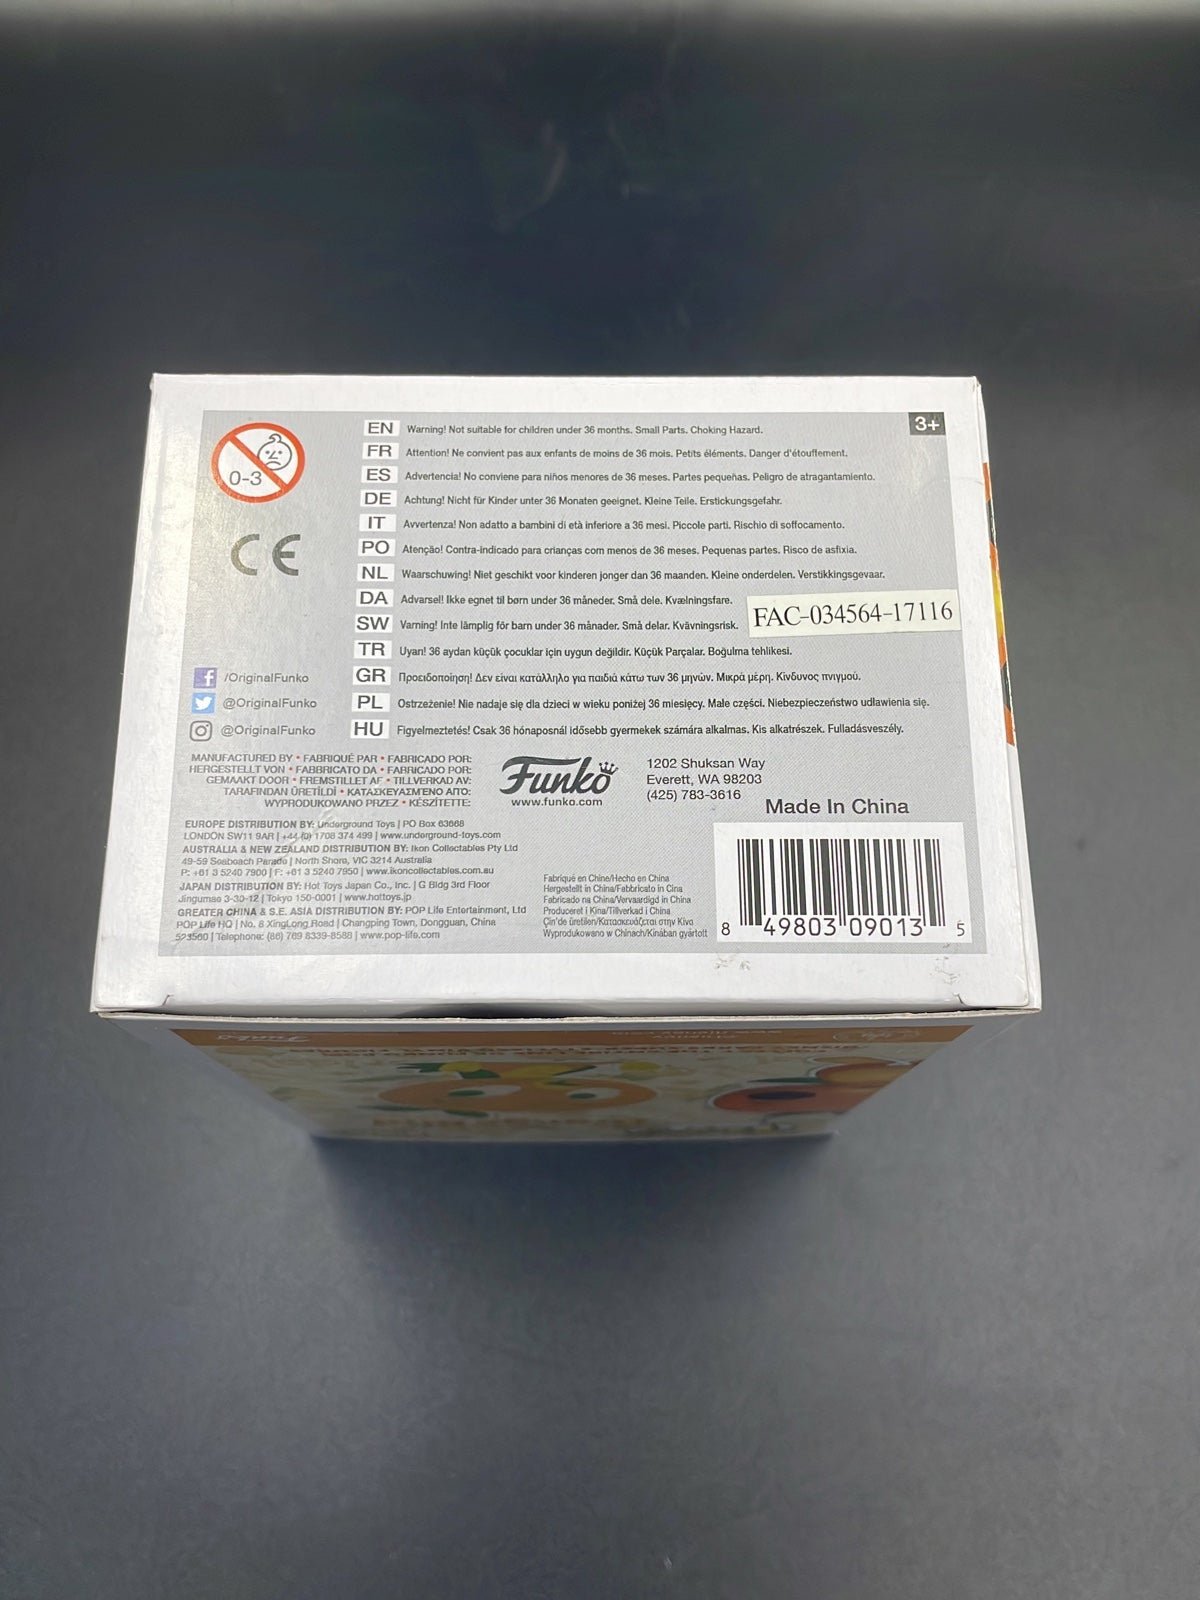 3+
0-3
EN Warning! Not suitable for children under 36 months. Small Parts. Choking Hazard.
FR Attention! Ne convient pas aux enfants de moins de 36 mois. Petits éléments. Danger d'étouffement.
ES Advertencia! No conviene para niños menores de 36 meses. Partes pequeñas. Peligro de atragantamiento.
DE Achtung! Nicht für Kinder unter 36 Monaten geeignet. Kleine Teile. Erstickungsgefahr.
IT Avvertenza! Non adatto a bambini di età inferiore a 36 mesi. Piccole parti. Rischio di soffocamento.
CE
PO Atenção! Contra-indicado para crianças com menos de 36 meses. Pequenas partes. Risco de asfixia.
NL Waarschuwing! Niet geschikt voor kinderen jonger dan 36 maanden. Kleine onderdelen. Verstikkingsgevaar.
DA Advarsel! Ikke egnet til børn under 36 måneder. Små dele. Kvælningsfare.
SW Varning! Inte lämplig för barn under 36 månader. Små delar. Kvävningsrisk.
FAC-034564-17116
TR Uyarı! 36 aydan küçük çocuklar için uygun değildir. Küçük Parçalar. Boğulma tehlikesi.
GR Προειδοποίηση! Δεν είναι κατάλληλο για παιδιά κάτω των 36 μηνών. Μικρά μέρη. Κίνδυνος πνιγμού.
PL Ostrzeżenie! Nie nadaje się dla dzieci w wieku poniżej 36 miesięcy. Małe części. Niebezpieczeństwo udławienia się.
HU Figyelmeztetés! Csak 36 hónaposnál idősebb gyermekek számára alkalmas. Kis alkatrészek. Fulladásveszély.
/OriginalFunko
@OriginalFunko
@OriginalFunko
MANUFACTURED BY • FABRIQUÉ PAR • FABRICADO POR:
HERGESTELLT VON • FABBRICATO DA • FABRICADO POR:
GEMAAKT DOOR • FREMSTILLET AF • TILLVERKAD AV:
TARAFINDAN ÜRETİLDİ • ΚΑΤΑΣΚΕΥΑΣΜΈΝΟ ΑΠΌ:
WYPRODUKOWANO PRZEZ • KÉSZÍTETTE:
Funko
www.funko.com
1202 Shuksan Way
Everett, WA 98203
(425) 783-3616
Made In China
EUROPE DISTRIBUTION BY: Underground Toys | PO Box 63668
LONDON SW11 9AR | +44 (0) 1708 374 499 | www.underground-toys.com
AUSTRALIA & NEW ZEALAND DISTRIBUTION BY: Ikon Collectables Pty Ltd
49-59 Seabeach Parade | North Shore, VIC 3214 Australia
P: +61 3 5240 7900 | F: +61 3 5240 7950 | www.ikoncollectables.com.au
JAPAN DISTRIBUTION BY: Hot Toys Japan Co., Inc. | G Bldg 3rd Floor
Jingumae 3-30-12 | Tokyo 150-0001 | www.hottoys.jp
GREATER CHINA & S.E. ASIA DISTRIBUTION BY: POP Life Entertainment, Ltd
POP Life HQ | No. 8 XingLong Road | Changping Town, Dongguan, China
523560 | Telephone: (86) 769 8339-8588 | www.pop-life.com
Fabriqué en Chine/Hecho en China
Hergestellt in China/Fabbricato in Cina
Fabricado na China/Vervaardigd in China
Produceret i Kina/Tillverkad i China
Çin'de üretilen/Κατασκευάζεται στην Κίνα
Wyprodukowano w Chinach/Kínában gyártott
8 49803 09013 5
Funko